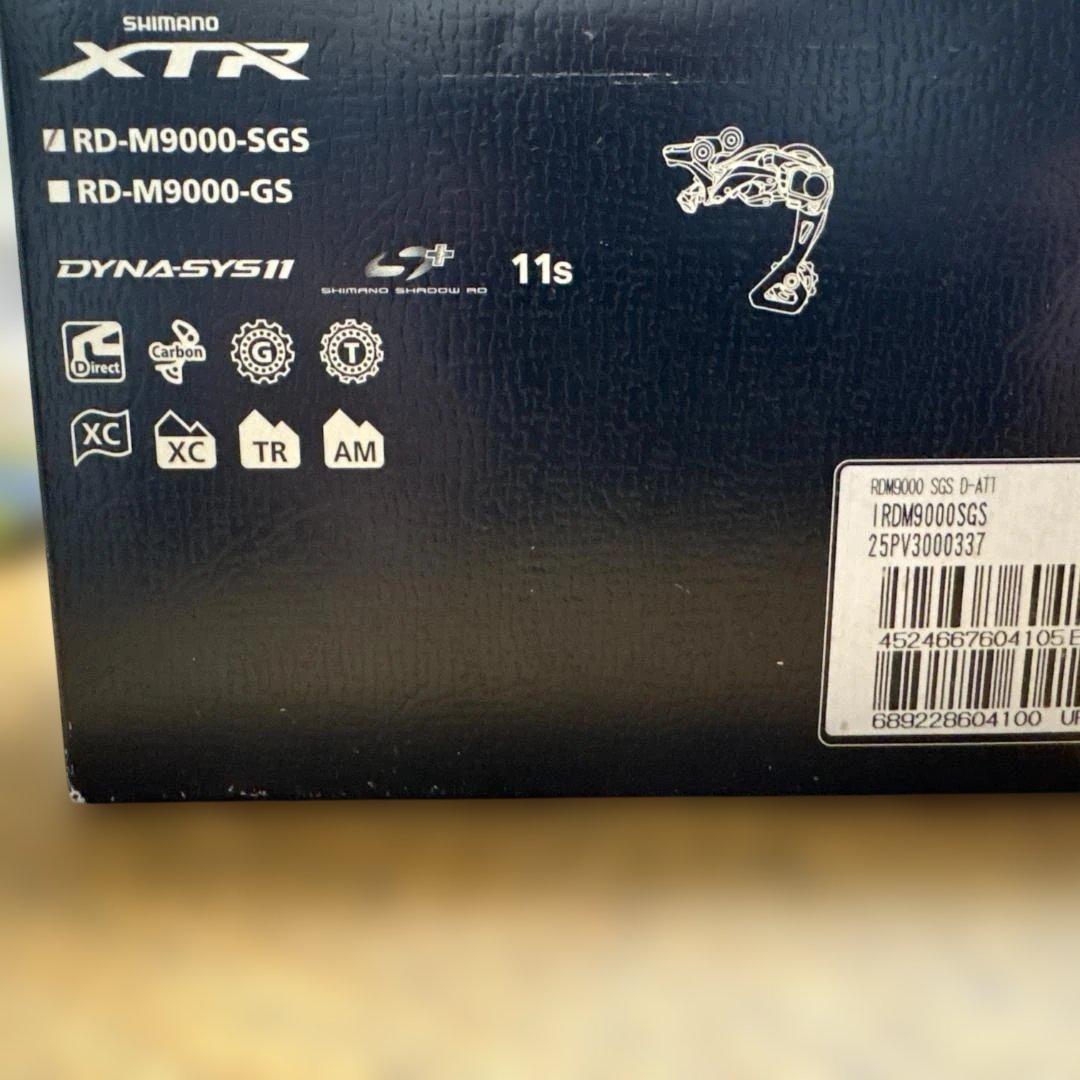 SHIMANO
XTR
RD-M9000-SGS
RD-M9000-GS
DYNA-SYS11
SHIMANO SHADOW RD
11s
Direct
Carbon
G
T
XC
XC
TR
AM
RDM9000 SGS D-ATT
IRDM9000SGS
25PV3000337
4524667604105 E
689228604100 UP